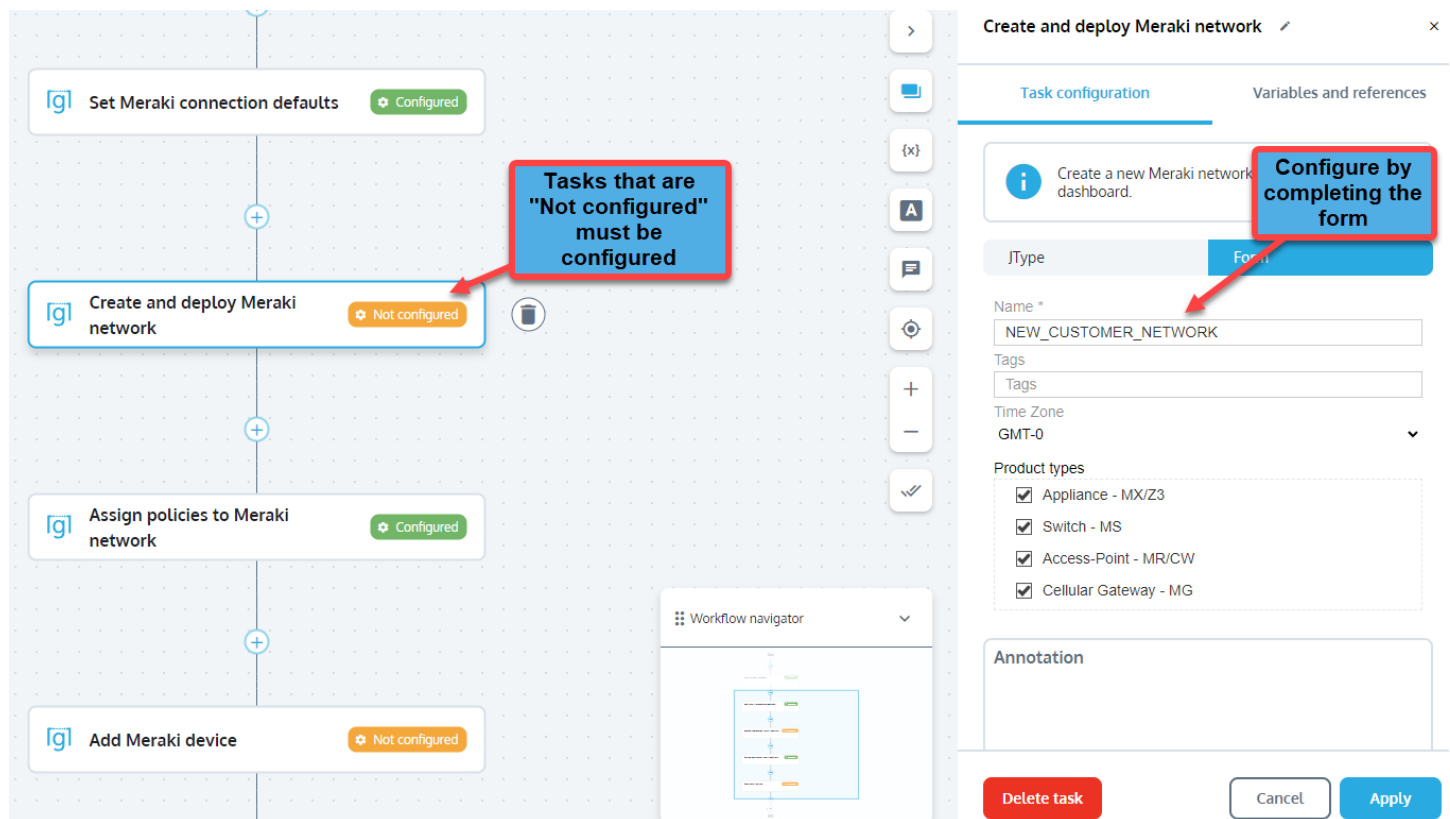 Set Meraki connection defaults
Configured
Tasks that are
"Not configured"
must be
configured
Create and deploy Meraki
network
Not configured
Assign policies to Meraki
network
Configured
Add Meraki device
Not configured
{x}
A
Workflow navigator
Create and deploy Meraki network
Task configuration
Variables and references
Create a new Meraki network
dashboard.
Configure by
completing the
form
JType
Form
Name *
NEW_CUSTOMER_NETWORK
Tags
Tags
Time Zone
GMT-0
Product types
Appliance - MX/Z3
Switch - MS
Access-Point - MR/CW
Cellular Gateway - MG
Annotation
Delete task
Cancel
Apply